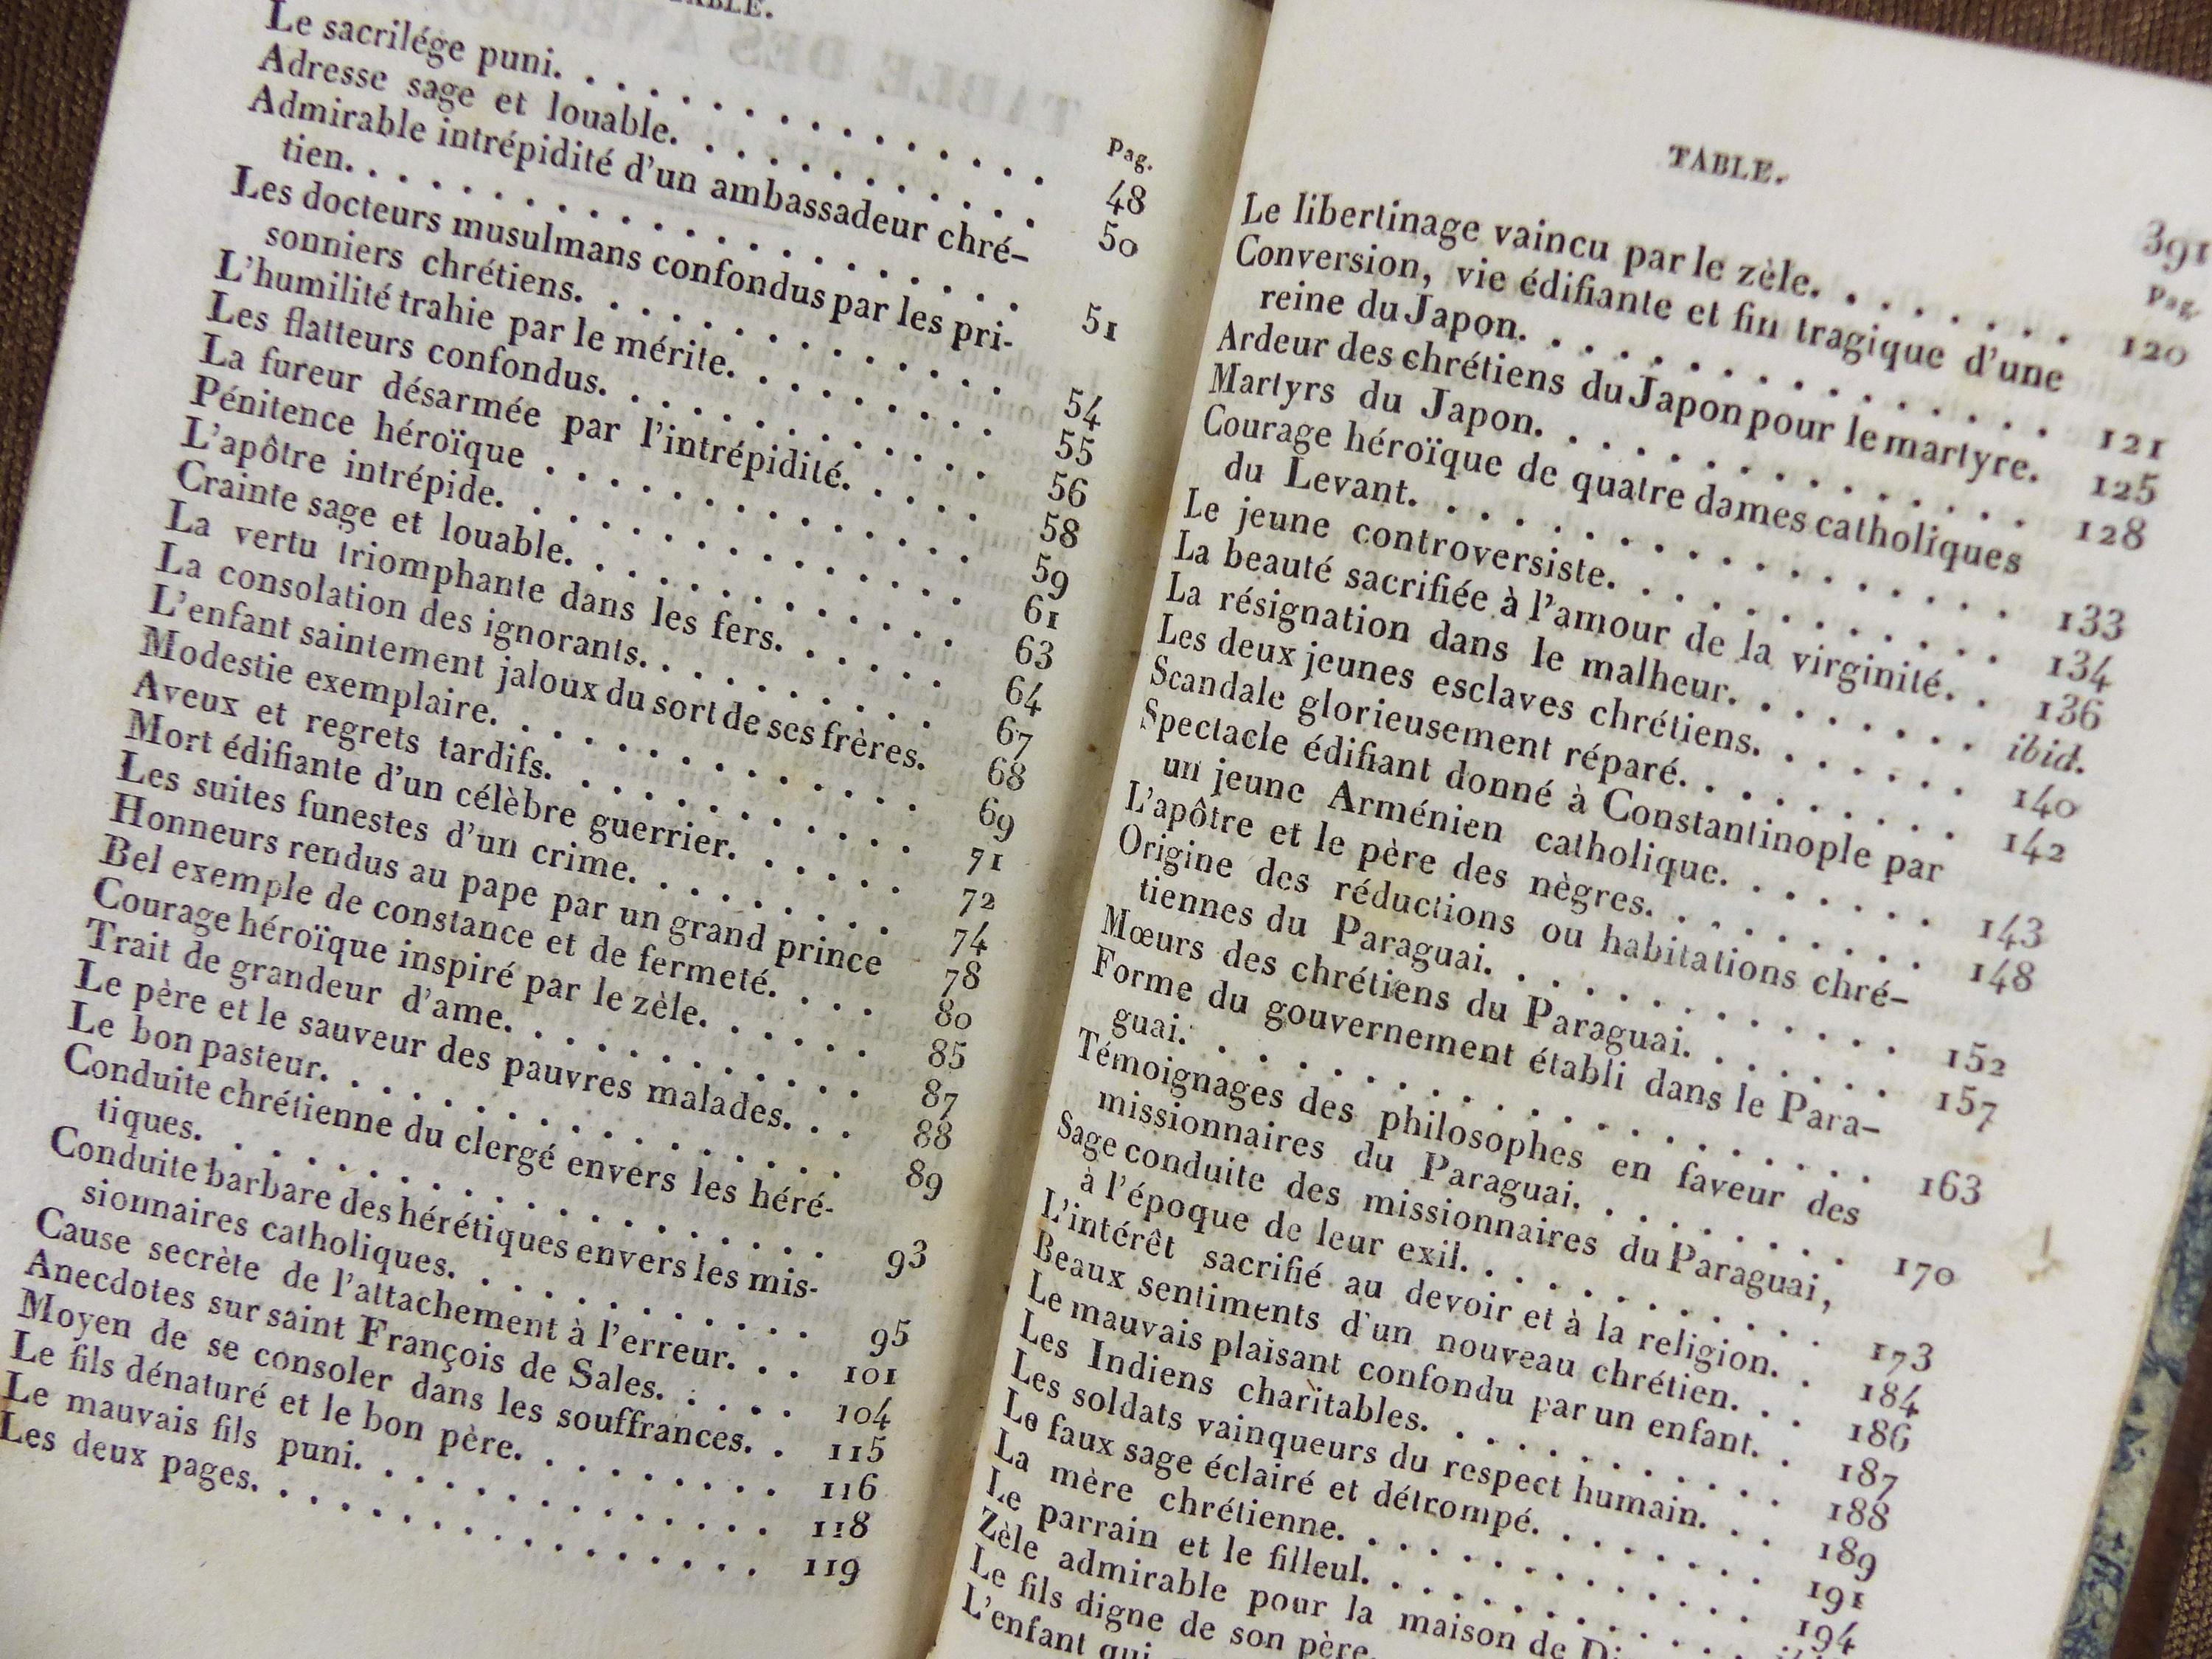 TABLE.
Pag.
Le sacrilége puni. . . . . . . . . . . . . . 48
Adresse sage et louable. . . . . . . . . . . 50
Admirable intrépidité d'un ambassadeur chré-
tien. . . . . . . . . . . . . . . . . . 51
Les docteurs musulmans confondus par les pri-
sonniers chrétiens. . . . . . . . . . . . 54
L'humilité trahie par le mérite. . . . . . . . 55
Les flatteurs confondus. . . . . . . . . . . 56
La fureur désarmée par l'intrépidité. . . . . 58
Pénitence héroïque . . . . . . . . . . . . 59
L'apôtre intrépide. . . . . . . . . . . . . 61
Crainte sage et louable. . . . . . . . . . . 63
La vertu triomphante dans les fers. . . . . . 64
La consolation des ignorants. . . . . . . . . 67
L'enfant saintement jaloux du sort de ses frères. 68
Modestie exemplaire. . . . . . . . . . . . 69
Aveux et regrets tardifs. . . . . . . . . . . 71
Mort édifiante d'un célèbre guerrier. . . . . . 72
Les suites funestes d'un crime. . . . . . . . 74
Honneurs rendus au pape par un grand prince 78
Bel exemple de constance et de fermeté. . . . 80
Courage héroïque inspiré par le zèle. . . . . . 85
Trait de grandeur d'ame. . . . . . . . . . . 87
Le père et le sauveur des pauvres malades. . . 88
Le bon pasteur. . . . . . . . . . . . . . . 89
Conduite chrétienne du clergé envers les héré-
tiques. . . . . . . . . . . . . . . . . 93
Conduite barbare des hérétiques envers les mis-
sionnaires catholiques. . . . . . . . . . . 95
Cause secrète de l'attachement à l'erreur. . . 101
Anecdotes sur saint François de Sales. . . . . 104
Moyen de se consoler dans les souffrances. . 115
Le fils dénaturé et le bon père. . . . . . . . 116
Le mauvais fils puni. . . . . . . . . . . . . 118
Les deux pages. . . . . . . . . . . . . . . 119
TABLE. 391
Pag.
Le libertinage vaincu par le zèle. . . . . . . . 120
Conversion, vie édifiante et fin tragique d'une
reine du Japon. . . . . . . . . . . . . . 121
Ardeur des chrétiens du Japon pour le martyre. 125
Martyrs du Japon. . . . . . . . . . . . . . 128
Courage héroïque de quatre dames catholiques
du Levant. . . . . . . . . . . . . . . . 133
Le jeune controversiste. . . . . . . . . . . 134
La beauté sacrifiée à l'amour de la virginité. . 136
La résignation dans le malheur. . . . . . . . ibid.
Les deux jeunes esclaves chrétiens. . . . . . . 140
Scandale glorieusement réparé. . . . . . . . 142
Spectacle édifiant donné à Constantinople par
un jeune Arménien catholique. . . . . . . 143
L'apôtre et le père des nègres. . . . . . . . . 148
Origine des réductions ou habitations chré-
tiennes du Paraguai. . . . . . . . . . . . 152
Mœurs des chrétiens du Paraguai. . . . . . . 157
Forme du gouvernement établi dans le Para-
guai. . . . . . . . . . . . . . . . . . 163
Témoignages des philosophes en faveur des
missionnaires du Paraguai. . . . . . . . . 170
Sage conduite des missionnaires du Paraguai,
à l'époque de leur exil. . . . . . . . . . . 173
L'intérêt sacrifié au devoir et à la religion. . 184
Beaux sentiments d'un nouveau chrétien. . . . 186
Le mauvais plaisant confondu par un enfant. . 187
Les Indiens charitables. . . . . . . . . . . 188
Les soldats vainqueurs du respect humain. . . 189
Le faux sage éclairé et détrompé. . . . . . . 191
La mère chrétienne. . . . . . . . . . . . . 194
Le parrain et le filleul. . . . . . . . . . .
Zèle admirable pour la maison de
Le fils digne de son père.
L'enfant qui